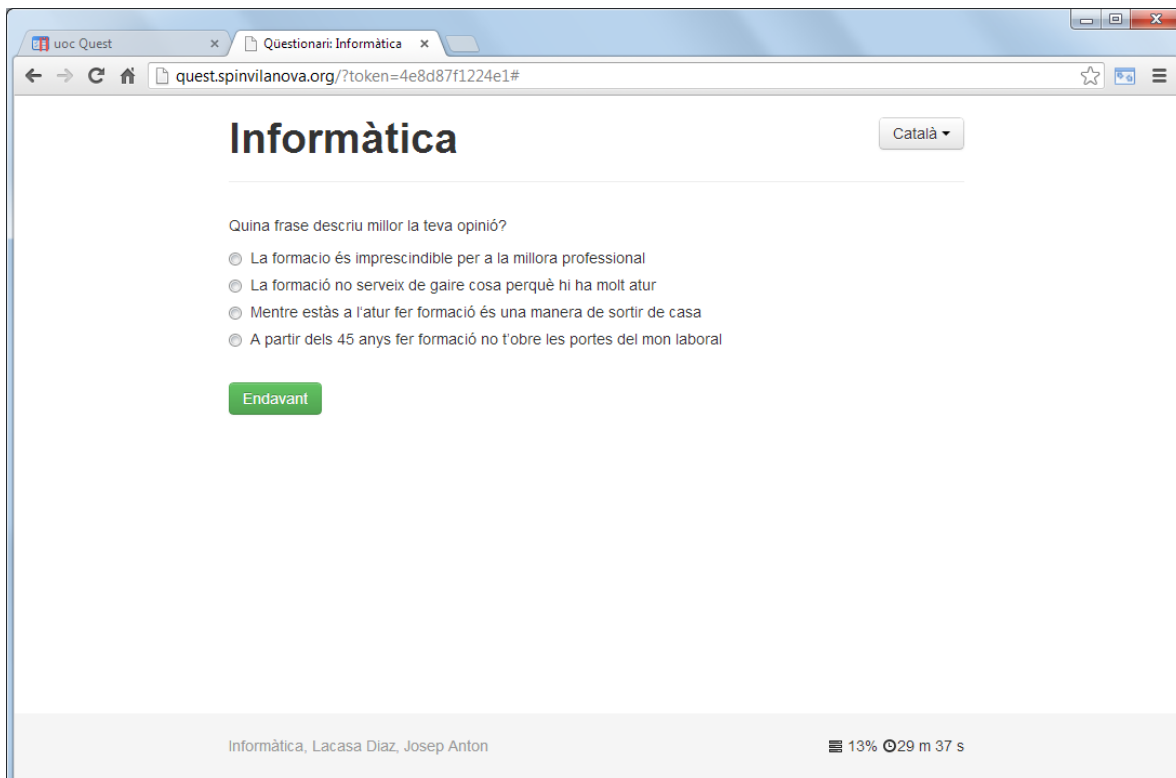 uoc Quest
Qüestionari: Informàtica
quest.spinvilanova.org/?token=4e8d87f1224e1#
Informàtica
Català
Quina frase descriu millor la teva opinió?
La formacio és imprescindible per a la millora professional
La formació no serveix de gaire cosa perquè hi ha molt atur
Mentre estàs a l'atur fer formació és una manera de sortir de casa
A partir dels 45 anys fer formació no t'obre les portes del mon laboral
Endavant
Informàtica, Lacasa Diaz, Josep Anton
13% 29 m 37 s